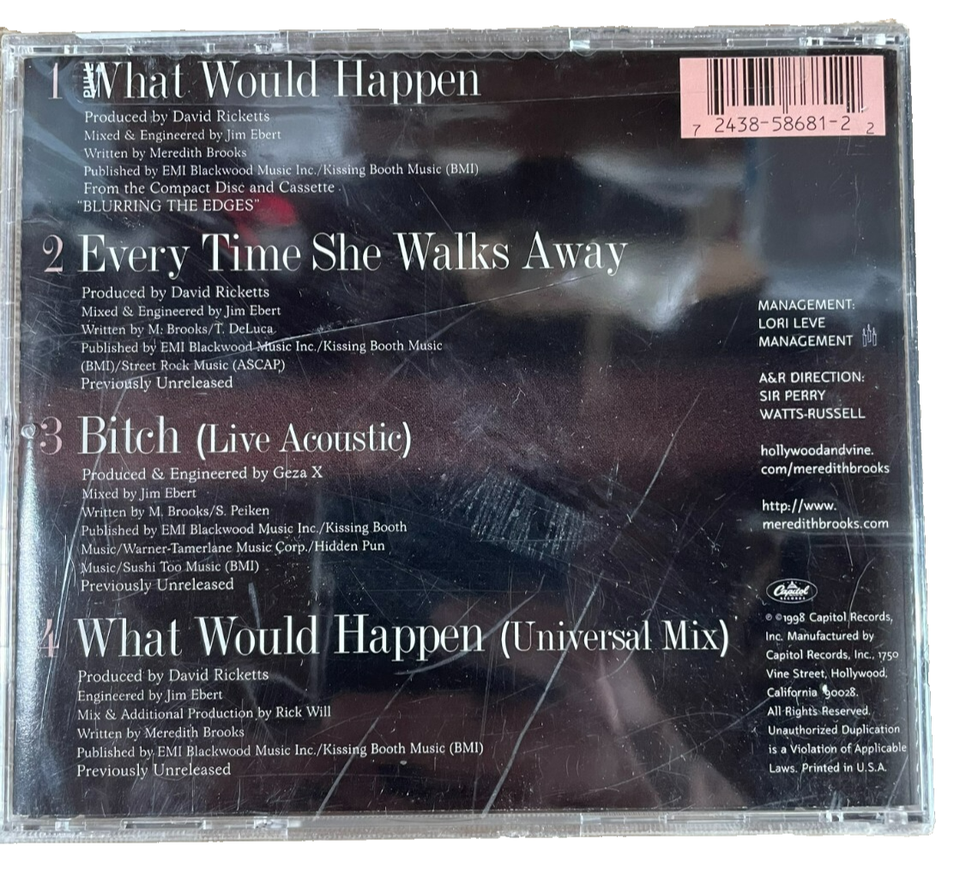 1 What Would Happen
Produced by David Ricketts
Mixed & Engineered by Jim Ebert
Written by Meredith Brooks
Published by EMI Blackwood Music Inc./Kissing Booth Music (BMI)
From the Compact Disc and Cassette
"BLURRING THE EDGES"
2 Every Time She Walks Away
Produced by David Ricketts
Mixed & Engineered by Jim Ebert
Written by M. Brooks/T. DeLuca
Published by EMI Blackwood Music Inc./Kissing Booth Music
(BMI)/Street Rock Music (ASCAP)
Previously Unreleased
3 Bitch (Live Acoustic)
Produced & Engineered by Geza X
Mixed by Jim Ebert
Written by M. Brooks/S. Peiken
Published by EMI Blackwood Music Inc./Kissing Booth
Music/Warner-Tamerlane Music Corp./Hidden Pun
Music/Sushi Too Music (BMI)
Previously Unreleased
4 What Would Happen (Universal Mix)
Produced by David Ricketts
Engineered by Jim Ebert
Mix & Additional Production by Rick Will
Written by Meredith Brooks
Published by EMI Blackwood Music Inc./Kissing Booth Music (BMI)
Previously Unreleased
7 2438-58681-2 2
MANAGEMENT:
LORI LEVE
MANAGEMENT
A&R DIRECTION:
SIR PERRY
WATTS-RUSSELL
hollywoodandvine.
com/meredithbrooks
http://www.
meredithbrooks.com
Capitol
RECORDS
℗ ©1998 Capitol Records,
Inc. Manufactured by
Capitol Records, Inc., 1750
Vine Street, Hollywood,
California 90028.
All Rights Reserved.
Unauthorized Duplication
is a Violation of Applicable
Laws. Printed in U.S.A.